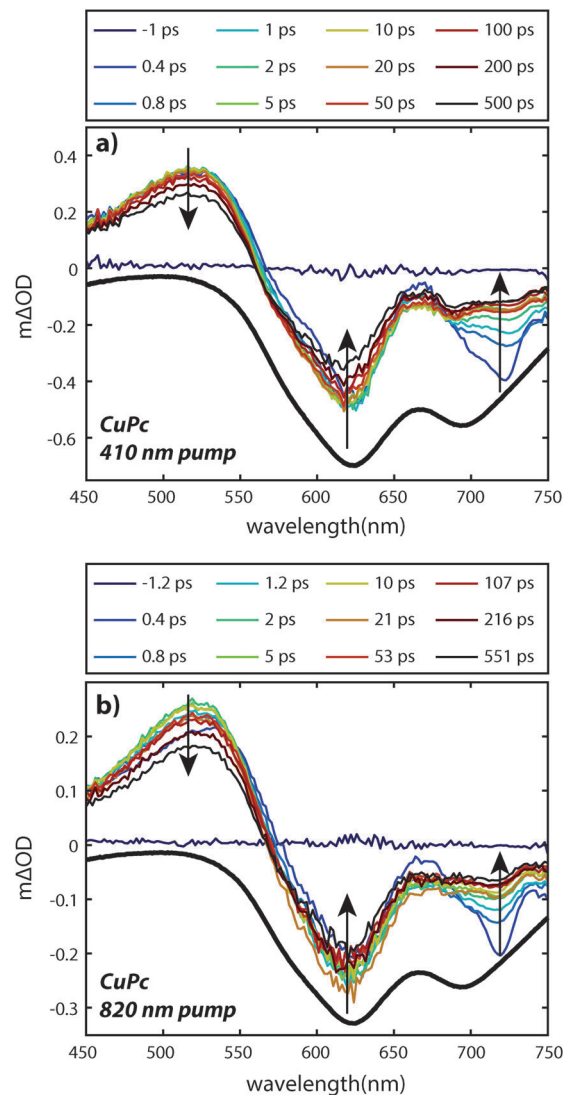 -1 ps 1 ps 10 ps 100 ps
0.4 ps 2 ps 20 ps 200 ps
0.8 ps 5 ps 50 ps 500 ps
a)
0.4
0.2
0
-0.2
-0.4
-0.6
mΔOD
CuPc
410 nm pump
450 500 550 600 650 700 750
wavelength(nm)
-1.2 ps 1.2 ps 10 ps 107 ps
0.4 ps 2 ps 21 ps 216 ps
0.8 ps 5 ps 53 ps 551 ps
b)
0.2
0.1
0
-0.1
-0.2
-0.3
mΔOD
CuPc
820 nm pump
450 500 550 600 650 700 750
wavelength(nm)